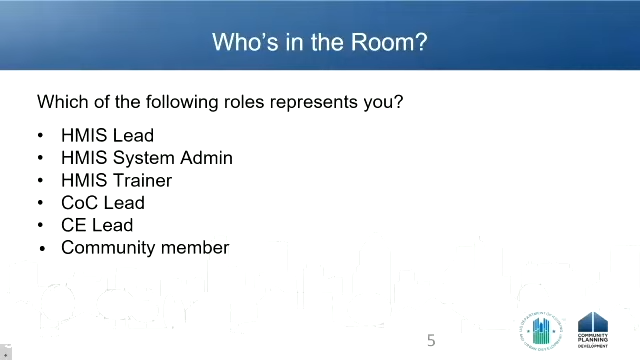 Who's in the Room?
Which of the following roles represents you?
• HMIS Lead
• HMIS System Admin
• HMIS Trainer
• CoC Lead
• CE Lead
• Community member
5
COMMUNITY
PLANNING
DEVELOPMENT